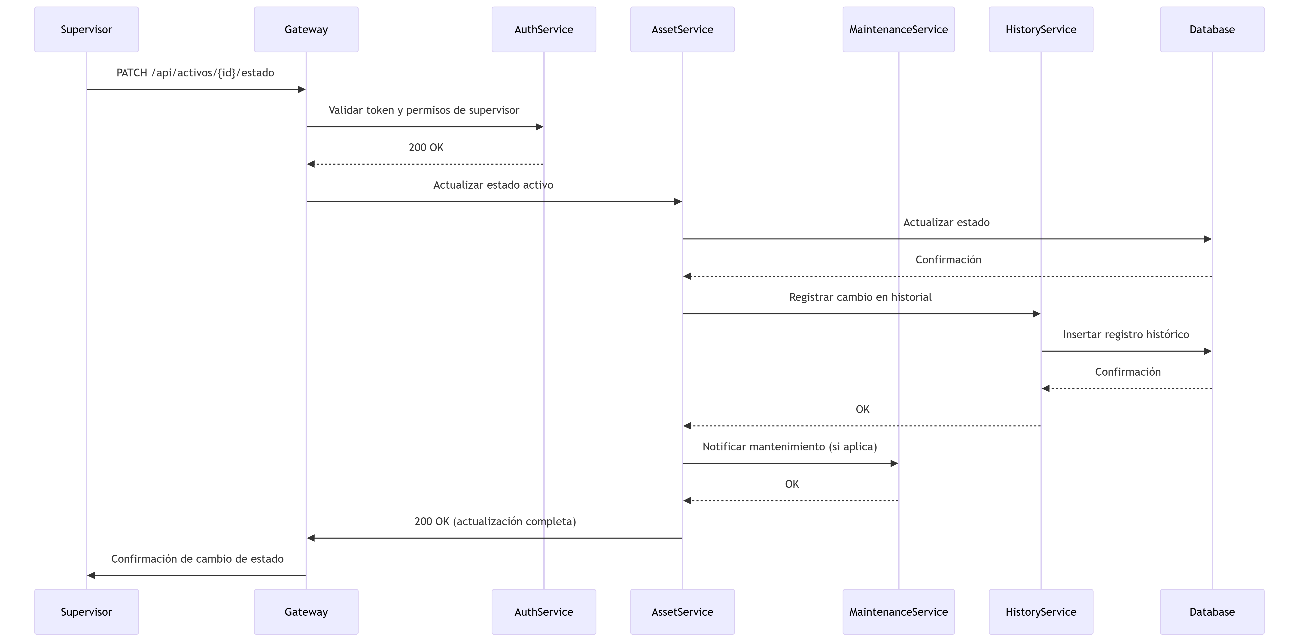 Supervisor
Gateway
AuthService
AssetService
MaintenanceService
HistoryService
Database
PATCH /api/activos/{id}/estado
Validar token y permisos de supervisor
200 OK
Actualizar estado activo
Actualizar estado
Confirmación
Registrar cambio en historial
Insertar registro histórico
Confirmación
OK
Notificar mantenimiento (si aplica)
OK
200 OK (actualización completa)
Confirmación de cambio de estado
Supervisor
Gateway
AuthService
AssetService
MaintenanceService
HistoryService
Database